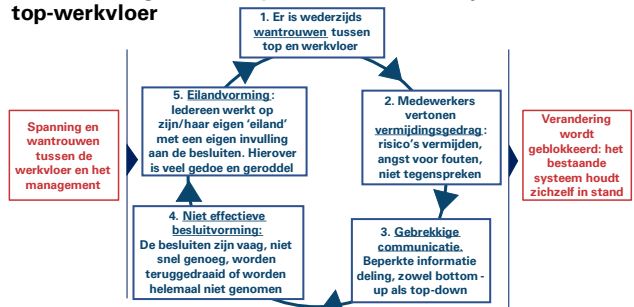 top-werkvloer
1. Er is wederzijds
wantrouwen tussen
top en werkvloer
5. Eilandvorming:
Iedereen werkt op
zijn/haar eigen ‘eiland’
met een eigen invulling
aan de besluiten. Hierover
is veel gedoe en geroddel
2. Medewerkers
vertonen
vermijdingsgedrag:
risico’s vermijden,
angst voor fouten,
niet tegenspreken
Spanning en
wantrouwen
tussen de
werkvloer en het
management
Verandering
wordt
geblokkeerd: het
bestaande
systeem houdt
zichzelf in stand
4. Niet effectieve
besluitvorming:
De besluiten zijn vaag, niet
snel genoeg, worden
teruggedraaid of worden
helemaal niet genomen
3. Gebrekkige
communicatie.
Beperkte informatie
deling, zowel bottom -
up als top-down